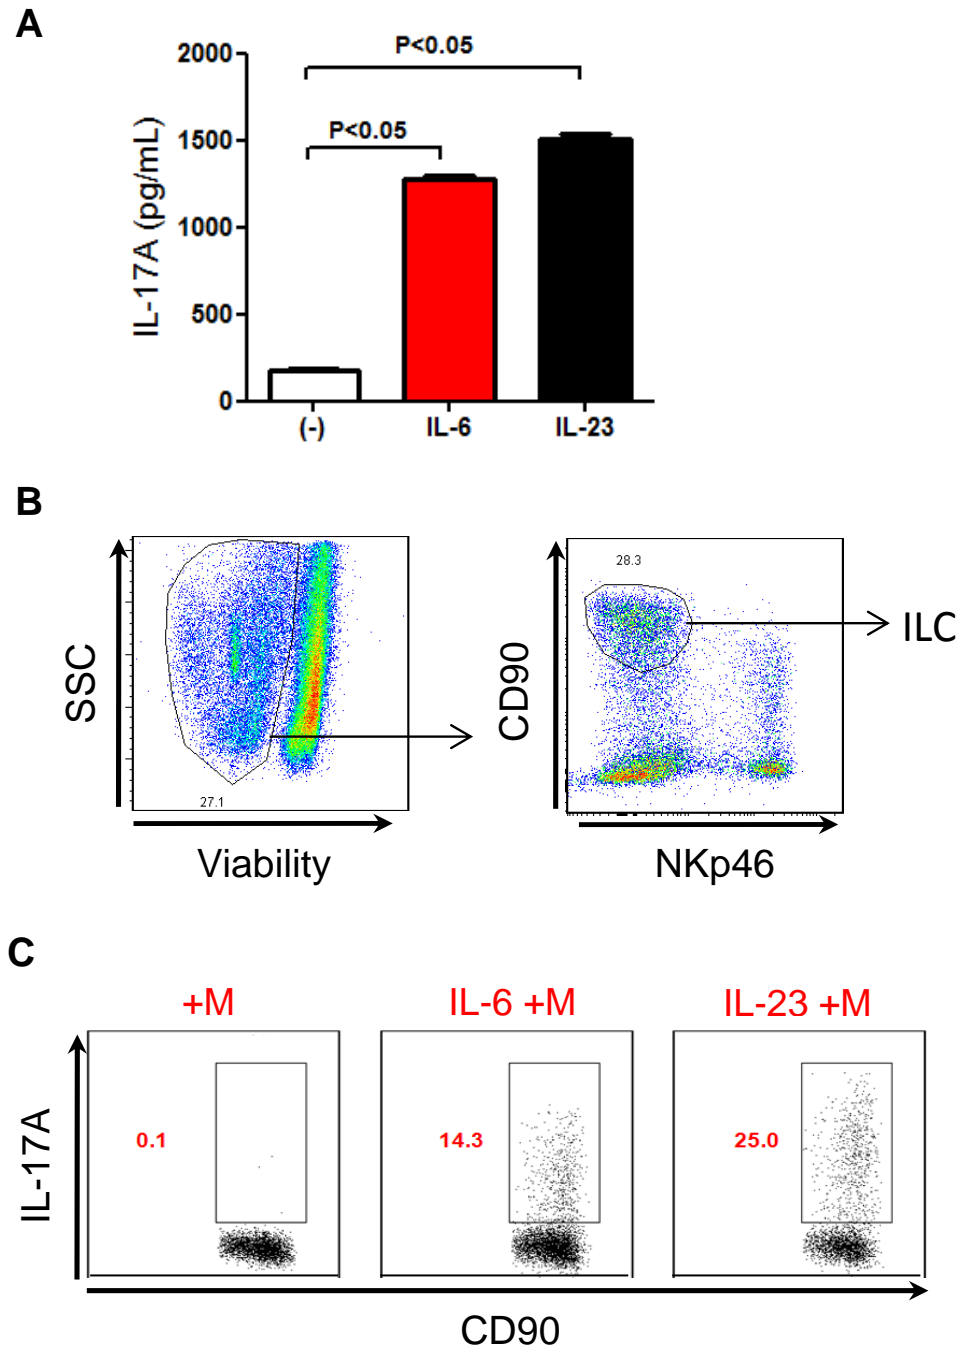 A
2000
P<0.05
1500
P<0.05
1000
500
0
IL-17A (pg/mL)
(-)
IL-6
IL-23
B
SSC
27.1
Viability
CD90
28.3
ILC
NKp46
C
+M
IL-6 +M
IL-23 +M
IL-17A
0.1
14.3
25.0
CD90